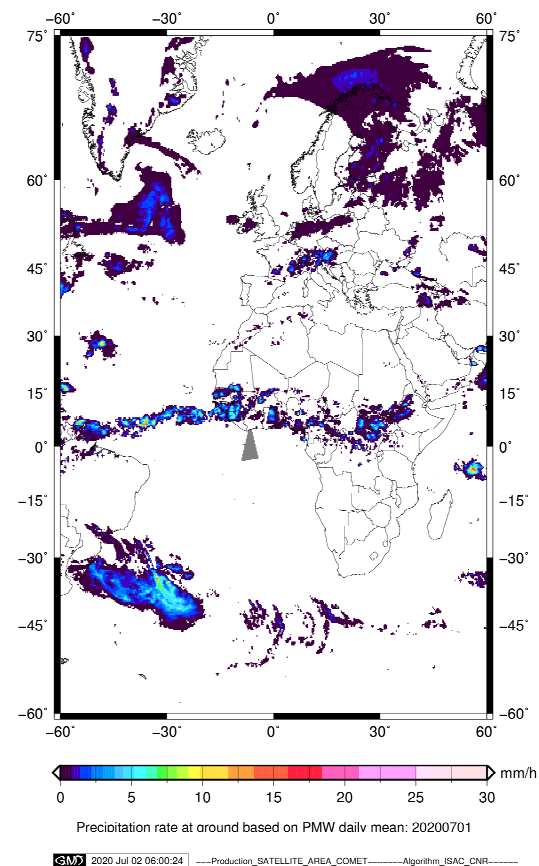 −60° −30° 0° 30° 60°
75° 75°
60° 60°
45° 45°
30° 30°
15° 15°
0° 0°
−15° −15°
−30° −30°
−45° −45°
−60° −60°
−60° −30° 0° 30° 60°
mm/h
0 5 10 15 20 25 30
Precipitation rate at ground based on PMW daily mean: 20200701
GMD 2020 Jul 02 06:00:24 −−−Production_SATELLITE_AREA_COMET−−−−−−−Algorithm_ISAC_CNR−−−−−−